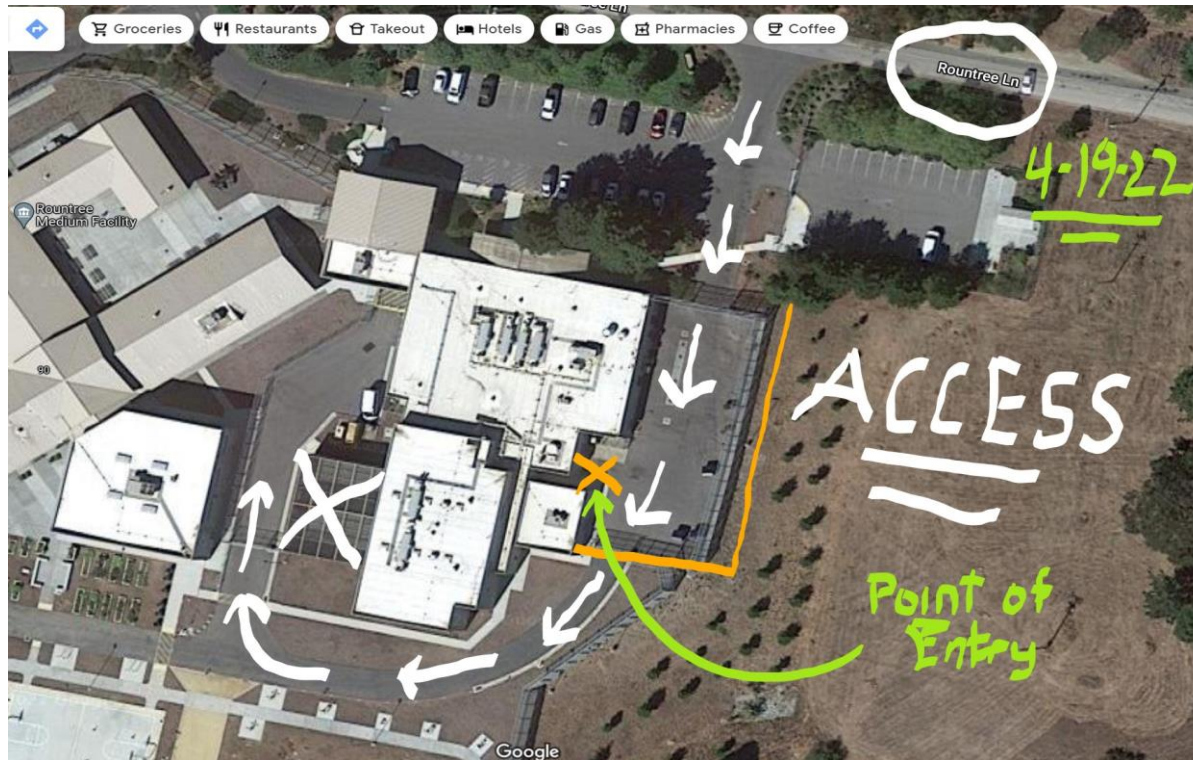 Groceries
Restaurants
Takeout
Hotels
Gas
Pharmacies
Coffee
Rountree Ln
4-19-22
Rountree
Medium Facility
90
ACCESS
X
X
Point of
Entry
Google